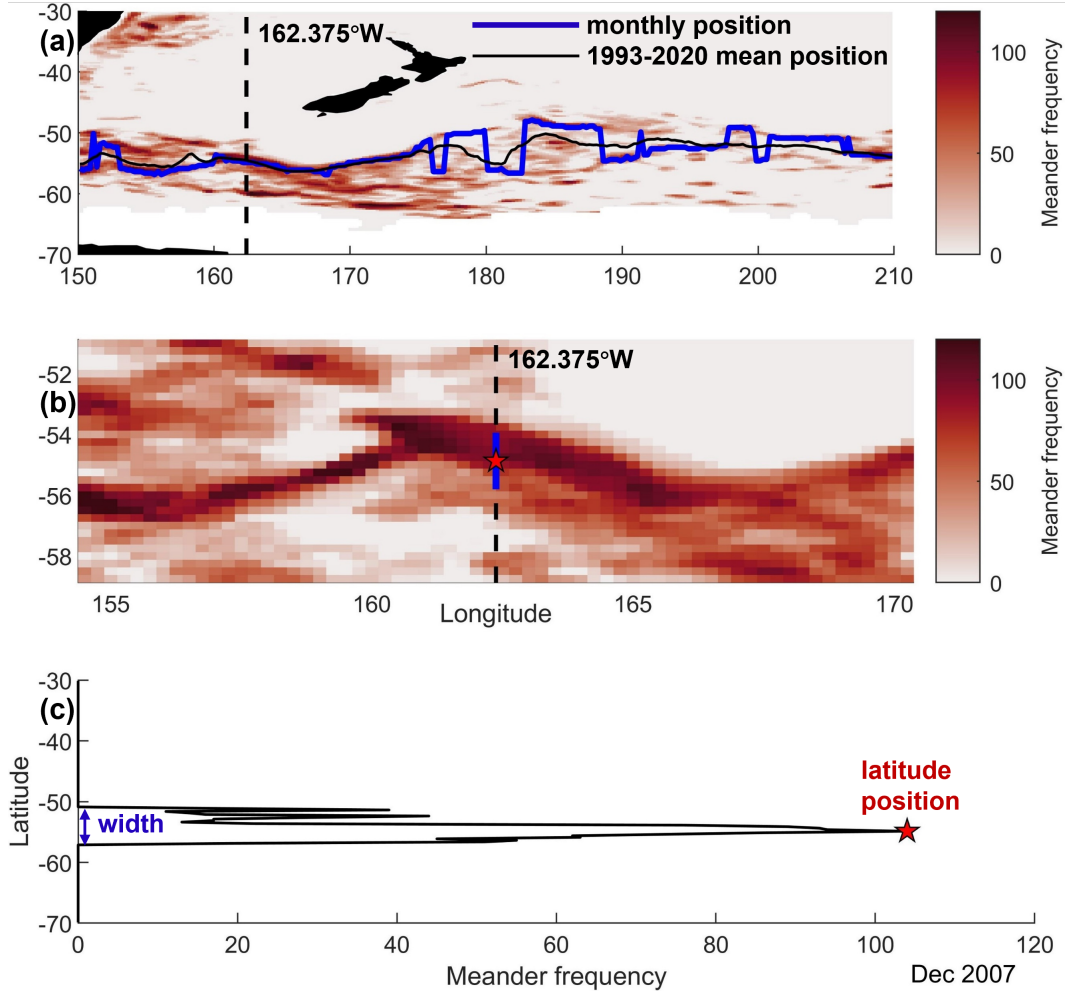 (a)
162.375°W
monthly position
1993-2020 mean position
-30
-40
-50
-60
-70
150
160
170
180
190
200
210
100
50
0
Meander frequency
(b)
162.375°W
-52
-54
-56
-58
155
160
165
170
Longitude
100
50
0
Meander frequency
(c)
-30
-40
-50
-60
-70
Latitude
width
latitude
position
0
20
40
60
80
100
120
Meander frequency
Dec 2007